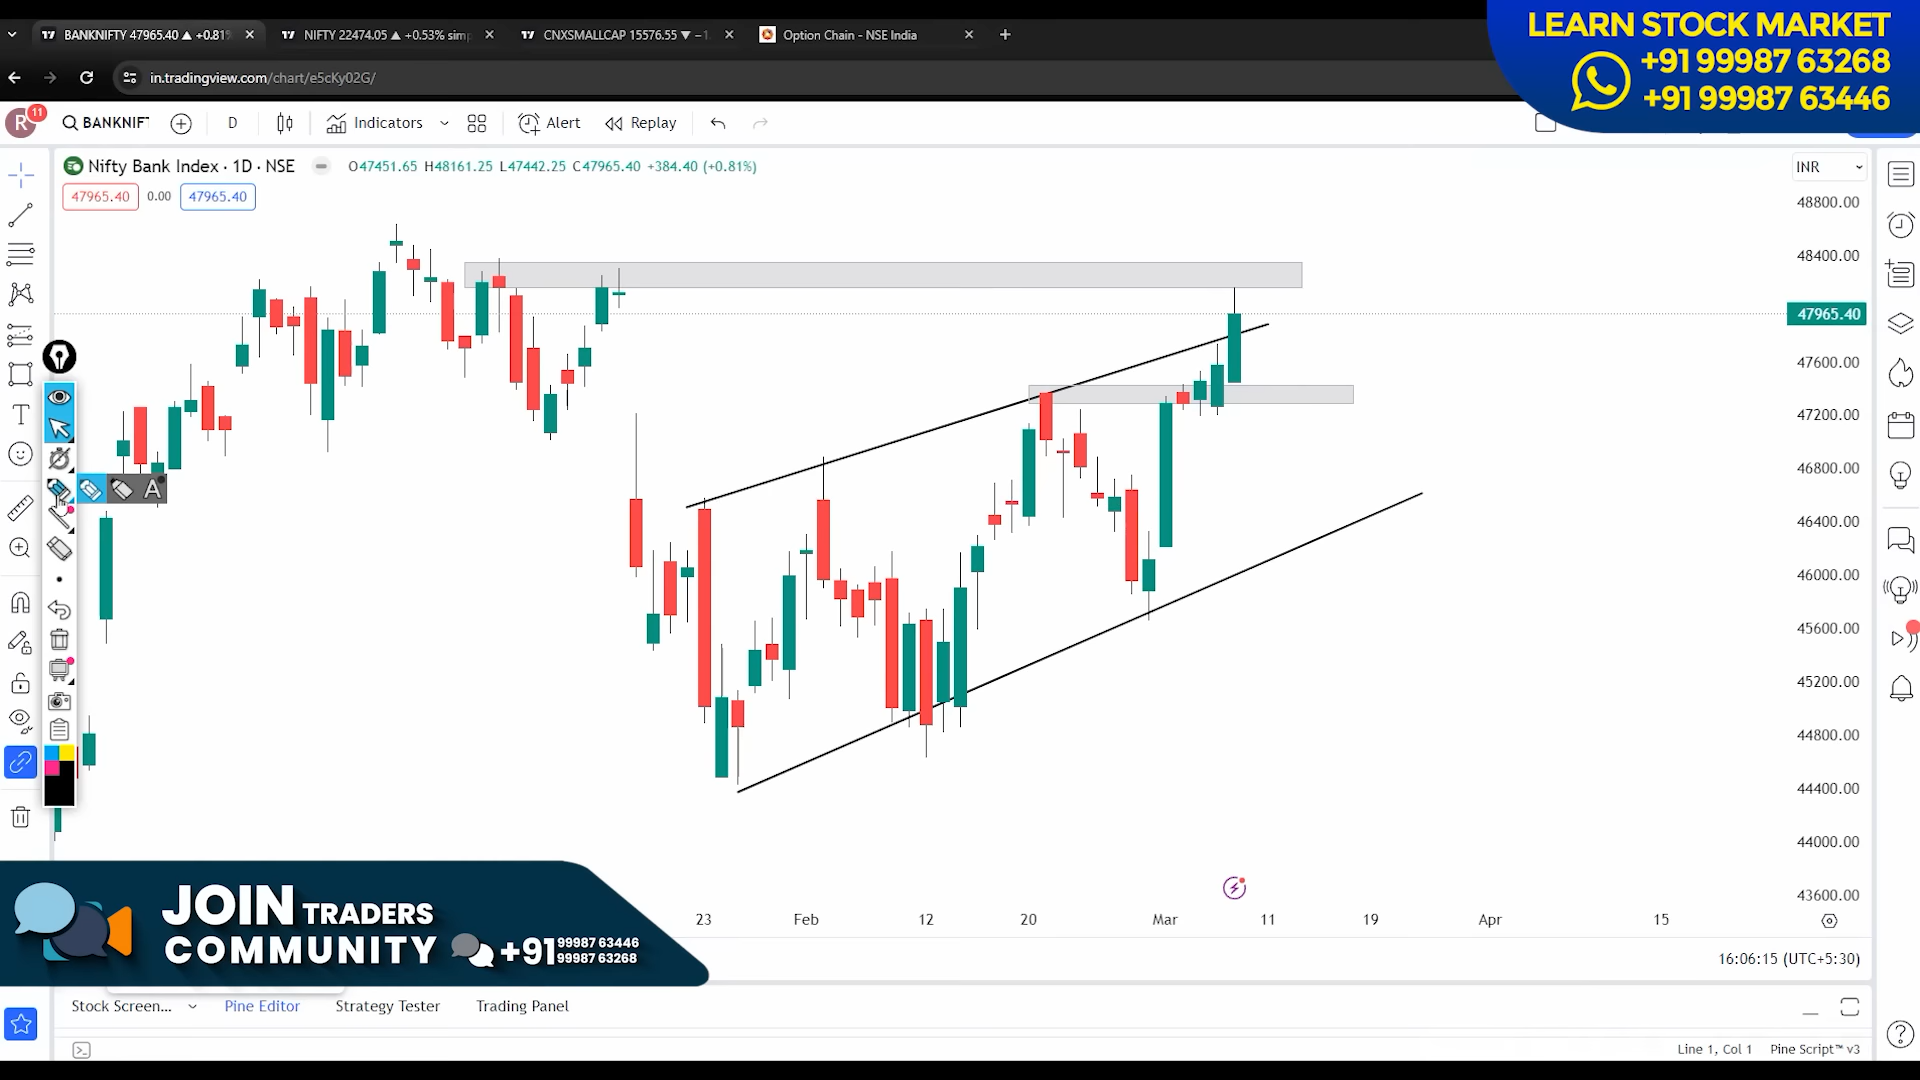 BANKNIFTY 47965.40 ▲ +0.81%
NIFTY 22474.05 ▲ +0.53%
CNXSMALLCAP 15576.55 ▼ −1
Option Chain - NSE India
LEARN STOCK MARKET
+91 99987 63268
+91 99987 63446
in.tradingview.com/chart/e5cKy02G/
R
11
BANKNIFT
D
Indicators
Alert
Replay
Nifty Bank Index · 1D · NSE
O47451.65 H48161.25 L47442.25 C47965.40 +384.40 (+0.81%)
INR
47965.40
0.00
47965.40
48800.00
48400.00
47965.40
47600.00
47200.00
46800.00
46400.00
46000.00
45600.00
45200.00
44800.00
44400.00
44000.00
43600.00
T
A
23
Feb
12
20
Mar
11
19
Apr
15
JOIN TRADERS
COMMUNITY
+91
99987 63446
99987 63268
16:06:15 (UTC+5:30)
Stock Screen...
Pine Editor
Strategy Tester
Trading Panel
Line 1, Col 1
Pine Script™ v3